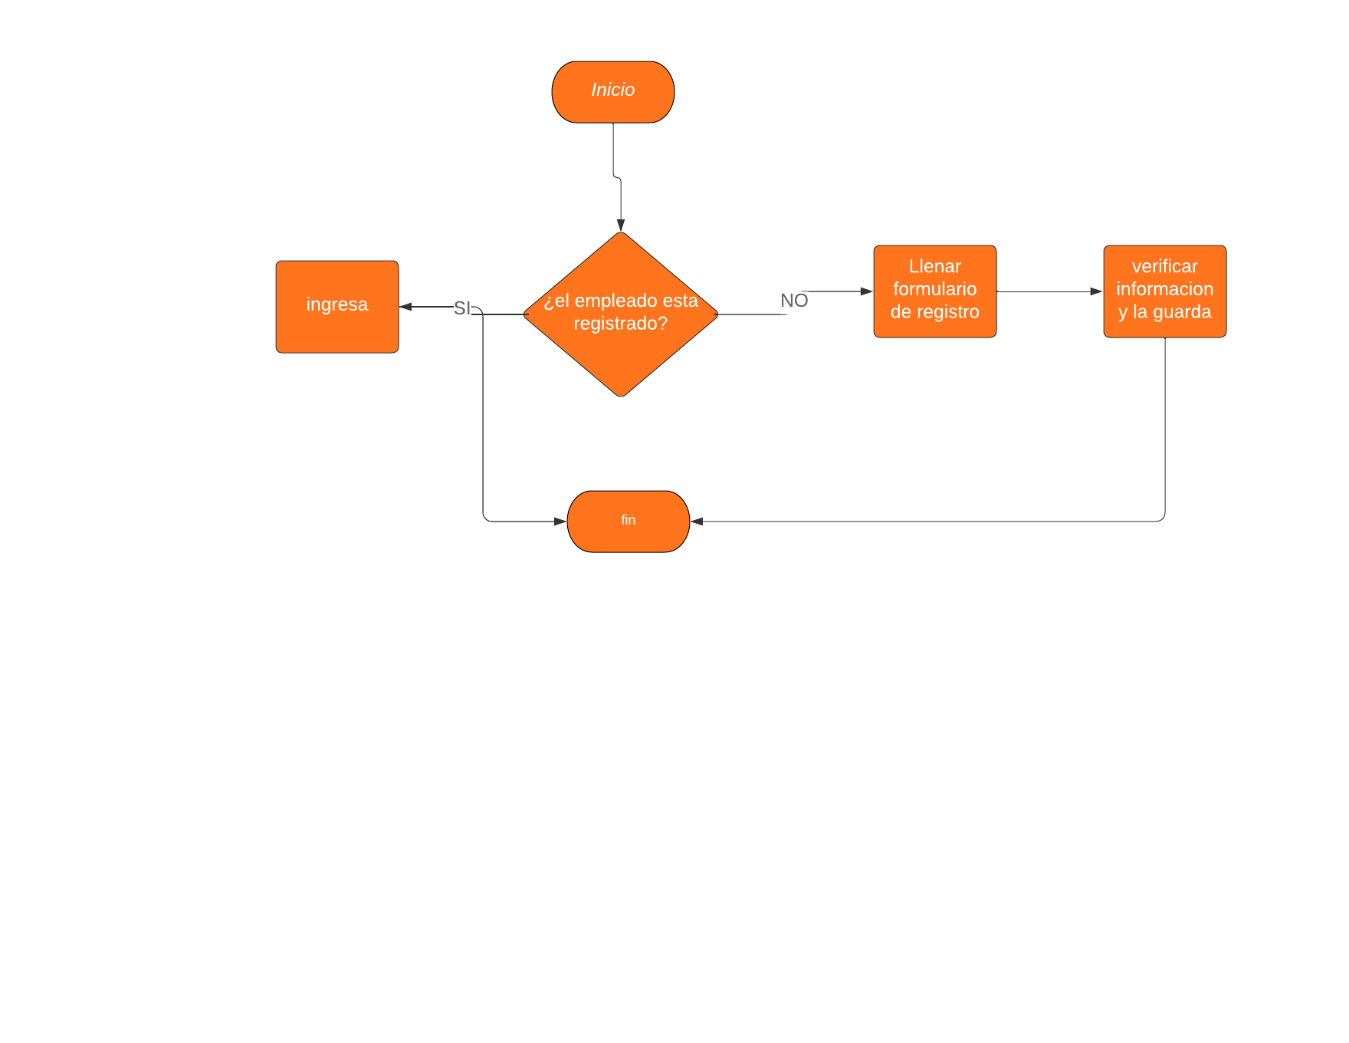 Inicio
¿el empleado esta
registrado?
SI
ingresa
NO
Llenar
formulario
de registro
verificar
informacion
y la guarda
fin